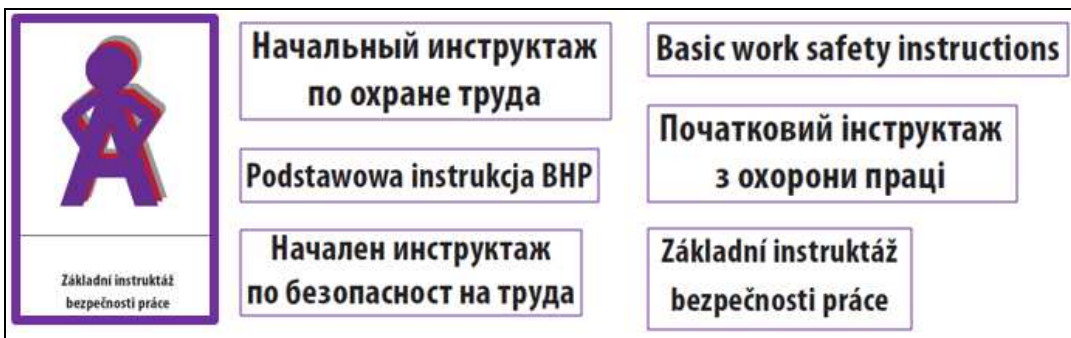 Základní instruktáž
bezpečnosti práce
Начальный инструктаж
по охране труда
Podstawowa instrukcja BHP
Начален инструктаж
по безопасност на труда
Basic work safety instructions
Початковий інструктаж
з охорони праці
Základní instruktáž
bezpečnosti práce